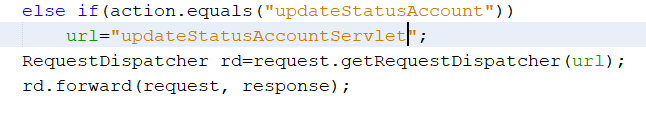 else if(action.equals("updateStatusAccount"))
url="updateStatusAccountServlet";
RequestDispatcher rd=request.getRequestDispatcher(url);
rd.forward(request, response);